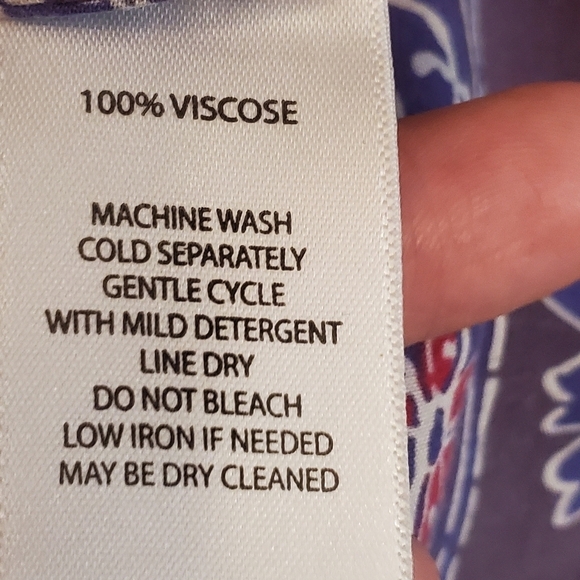 100% VISCOSE
MACHINE WASH
COLD SEPARATELY
GENTLE CYCLE
WITH MILD DETERGENT
LINE DRY
DO NOT BLEACH
LOW IRON IF NEEDED
MAY BE DRY CLEANED